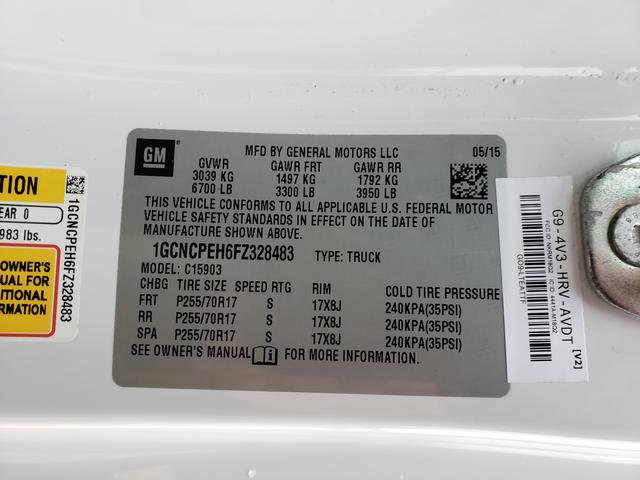 TION
EAR 0
983 lbs.
OWNER'S
1GCNCPEH6FZ328483
GM
MFD BY GENERAL MOTORS LLC
05/15
GVWR GAWR FRT GAWR RR
3039 KG 1497 KG 1792 KG
6700 LB 3300 LB 3950 LB
THIS VEHICLE CONFORMS TO ALL APPLICABLE U.S. FEDERAL MOTOR
VEHICLE SAFETY STANDARDS IN EFFECT ON THE DATE OF
MANUFACTURE SHOWN ABOVE.
1GCNCPEH6FZ328483 TYPE: TRUCK
MODEL: C15903
CHBG TIRE SIZE SPEED RTG RIM COLD TIRE PRESSURE
FRT P255/70R17 S 17X8J 240KPA(35PSI)
RR P255/70R17 S 17X8J 240KPA(35PSI)
SPA P255/70R17 S 17X8J 240KPA(35PSI)
SEE OWNER'S MANUAL i FOR MORE INFORMATION.
G9-4V3-HRV-AVDT
[V2]